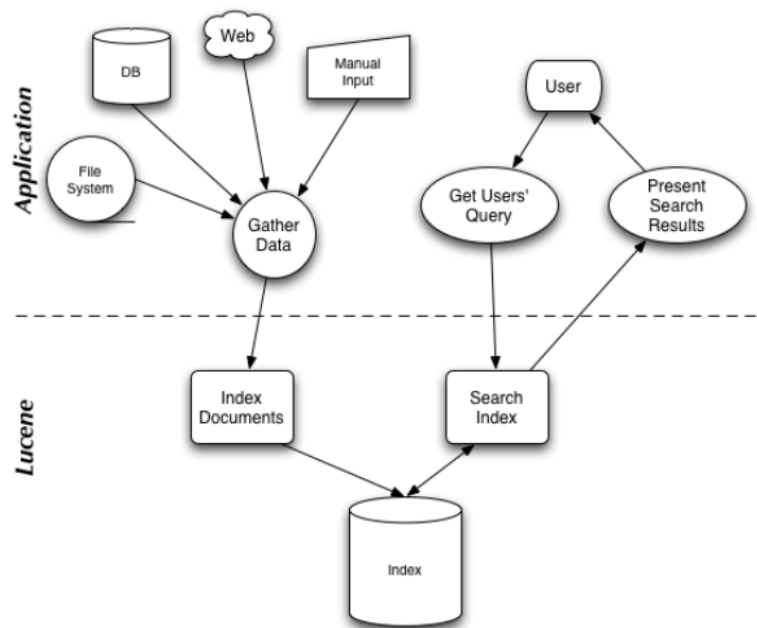 Application
DB
Web
Manual
Input
User
File
System
Gather
Data
Get Users'
Query
Present
Search
Results
Lucene
Index
Documents
Search
Index
Index